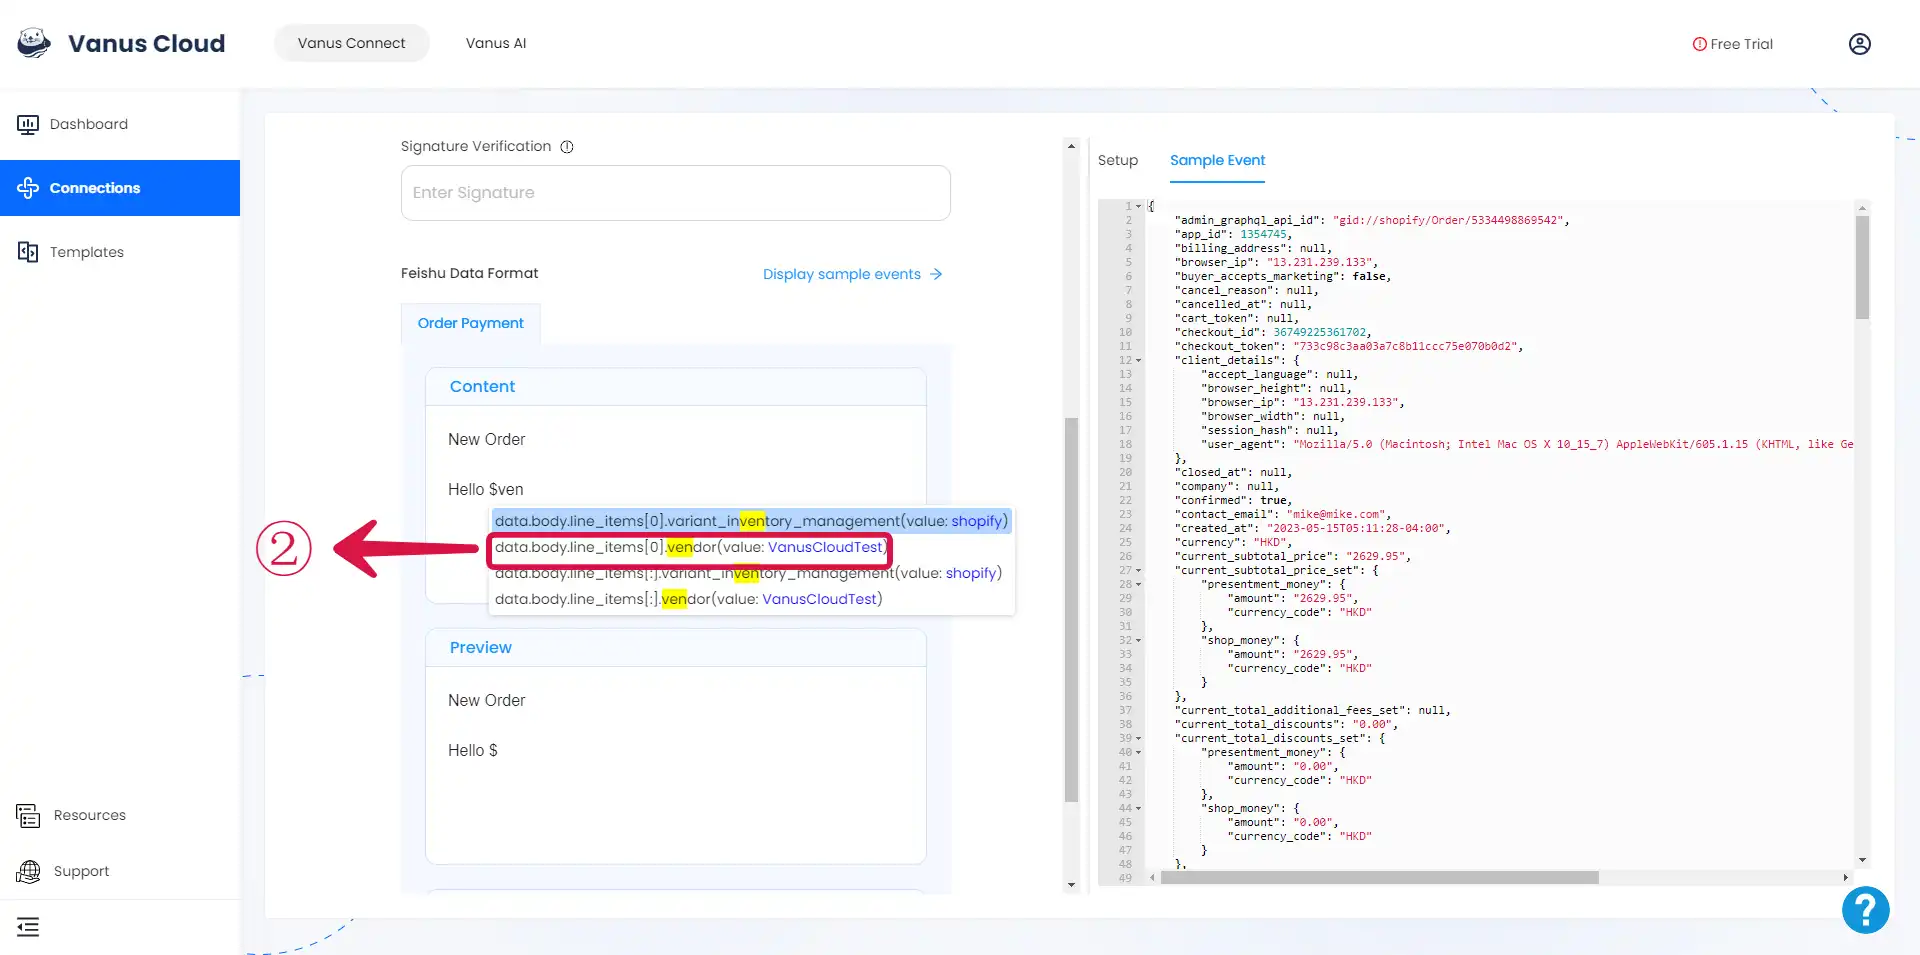 Vanus Cloud
Vanus Connect
Vanus AI
Free Trial
Dashboard
Connections
Templates
Resources
Support
Signature Verification
Enter Signature
Feishu Data Format
Display sample events →
Order Payment
Content
New Order
Hello $ven
data.body.line_items[0].variant_inventory_management(value: shopify)
②
data.body.line_items[0].vendor(value: VanusCloudTest)
data.body.line_items[:].variant_inventory_management(value: shopify)
data.body.line_items[:].vendor(value: VanusCloudTest)
Preview
New Order
Hello $
Setup
Sample Event
1 {
2 "admin_graphql_api_id": "gid://shopify/Order/5334498869542",
3 "app_id": 1354745,
4 "billing_address": null,
5 "browser_ip": "13.231.239.133",
6 "buyer_accepts_marketing": false,
7 "cancel_reason": null,
8 "cancelled_at": null,
9 "cart_token": null,
10 "checkout_id": 36749225361702,
11 "checkout_token": "733c98c3aa03a7c8b11ccc75e070b0d2",
12 "client_details": {
13 "accept_language": null,
14 "browser_height": null,
15 "browser_ip": "13.231.239.133",
16 "browser_width": null,
17 "session_hash": null,
18 "user_agent": "Mozilla/5.0 (Macintosh; Intel Mac OS X 10_15_7) AppleWebKit/605.1.15 (KHTML, like Ge
19 },
20 "closed_at": null,
21 "company": null,
22 "confirmed": true,
23 "contact_email": "mike@mike.com",
24 "created_at": "2023-05-15T05:11:28-04:00",
25 "currency": "HKD",
26 "current_subtotal_price": "2629.95",
27 "current_subtotal_price_set": {
28 "presentment_money": {
29 "amount": "2629.95",
30 "currency_code": "HKD"
31 },
32 "shop_money": {
33 "amount": "2629.95",
34 "currency_code": "HKD"
35 }
36 },
37 "current_total_additional_fees_set": null,
38 "current_total_discounts": "0.00",
39 "current_total_discounts_set": {
40 "presentment_money": {
41 "amount": "0.00",
42 "currency_code": "HKD"
43 },
44 "shop_money": {
45 "amount": "0.00",
46 "currency_code": "HKD"
47 }
48 },
49
?